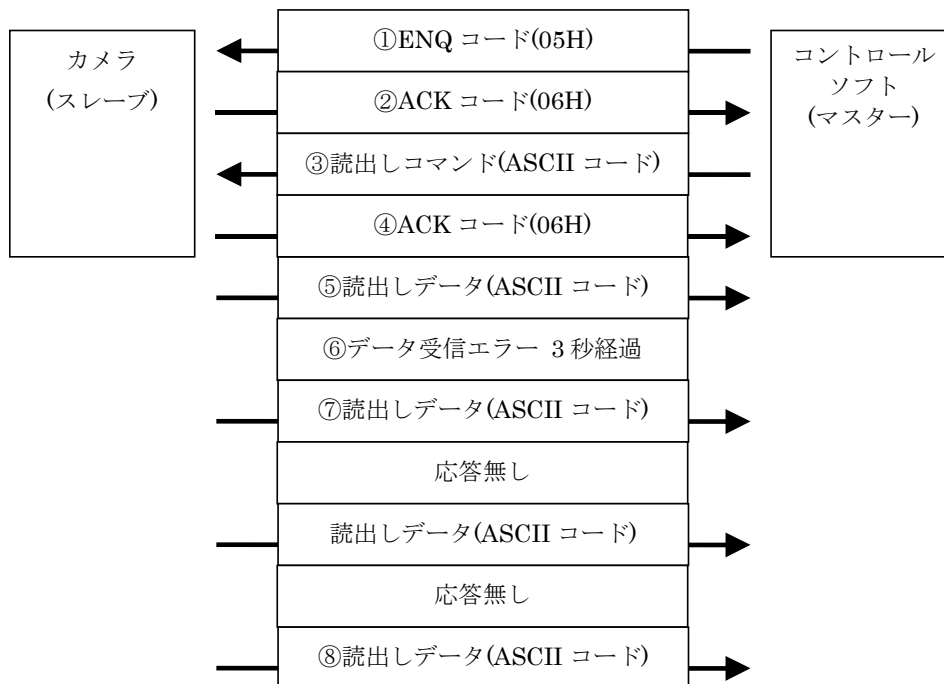 カメラ
(スレーブ)
①ENQ コード(05H)
②ACK コード(06H)
③読出しコマンド(ASCII コード)
④ACK コード(06H)
⑤読出しデータ(ASCII コード)
⑥データ受信エラー 3 秒経過
⑦読出しデータ(ASCII コード)
応答無し
読出しデータ(ASCII コード)
応答無し
⑧読出しデータ(ASCII コード)
コントロール
ソフト
(マスター)